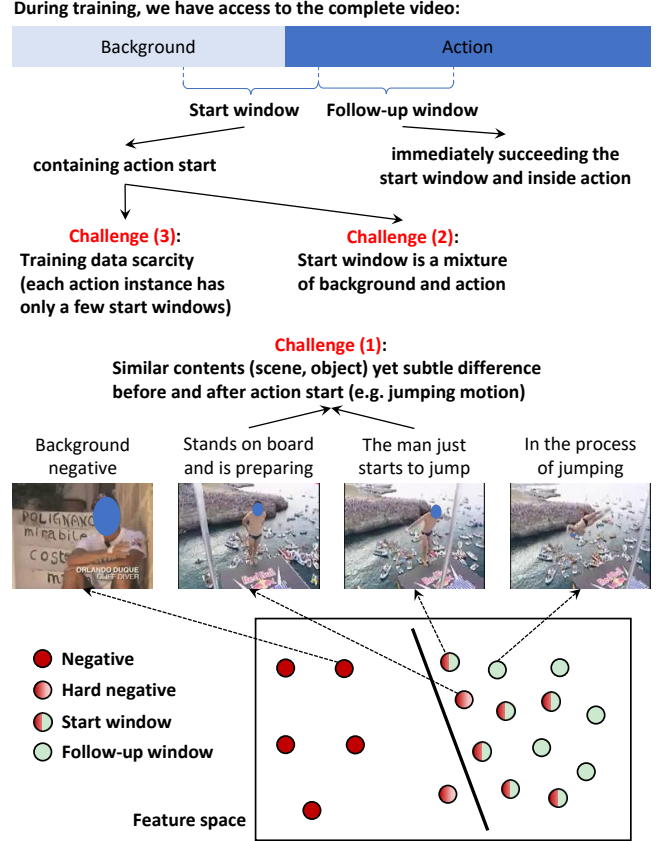 During training, we have access to the complete video:
Background
Action
Start window
Follow-up window
containing action start
immediately succeeding the
start window and inside action
Challenge (3):
Training data scarcity
(each action instance has
only a few start windows)
Challenge (2):
Start window is a mixture
of background and action
Challenge (1):
Similar contents (scene, object) yet subtle difference
before and after action start (e.g. jumping motion)
Background
negative
Stands on board
and is preparing
The man just
starts to jump
In the process
of jumping
POLIGNANO
mirabile
cost
m
ORLANDO DUQUE
CLIFF DIVER
Negative
Hard negative
Start window
Follow-up window
Feature space